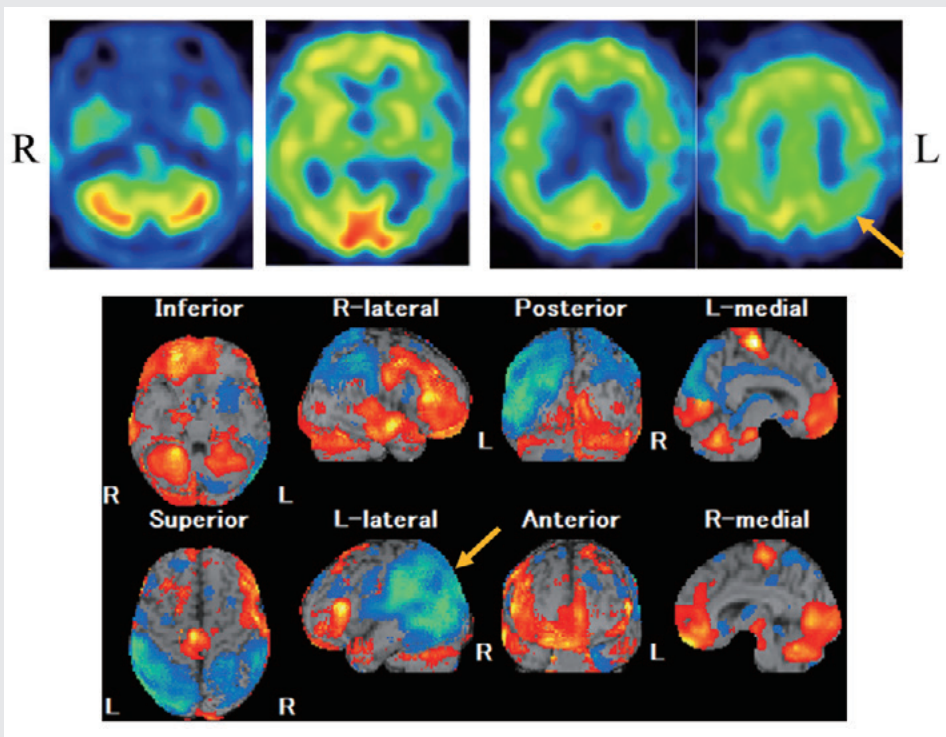 R L
Inferior R-lateral Posterior L-medial
L R
R L
Superior L-lateral Anterior R-medial
R L
L R